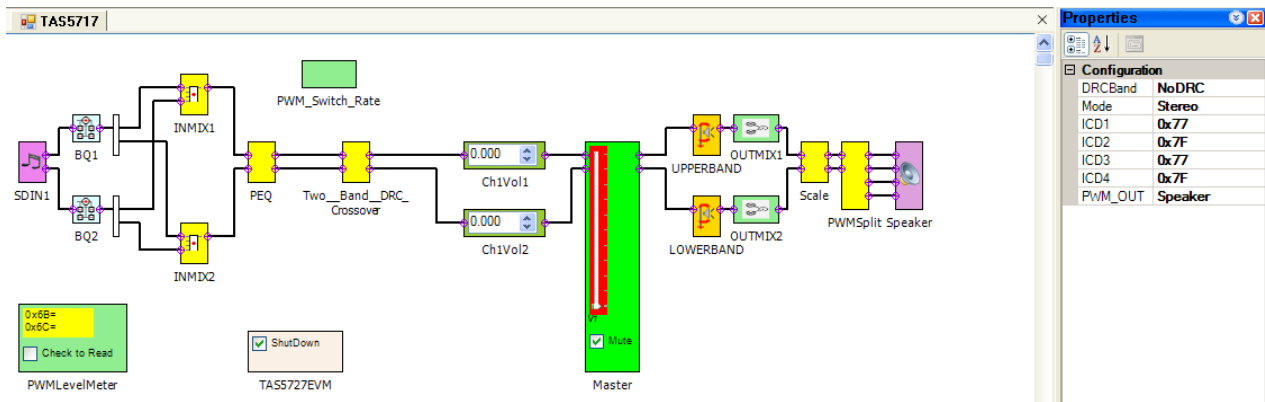 TAS5717
PWM_Switch_Rate
INMIX1
BQ1
SDIN1
BQ2
INMIX2
PEQ
Two__Band__DRC_
Crossover
0.000
Ch1Vol1
0.000
Ch1Vol2
Mute
Master
UPPERBAND
OUTMIX1
LOWERBAND
OUTMIX2
Scale
PWMSplit
Speaker
0x6B=
0x6C=
Check to Read
PWMLevelMeter
ShutDown
TAS5727EVM
Properties
Configuration
DRCBand NoDRC
Mode Stereo
ICD1 0x77
ICD2 0x7F
ICD3 0x77
ICD4 0x7F
PWM_OUT Speaker